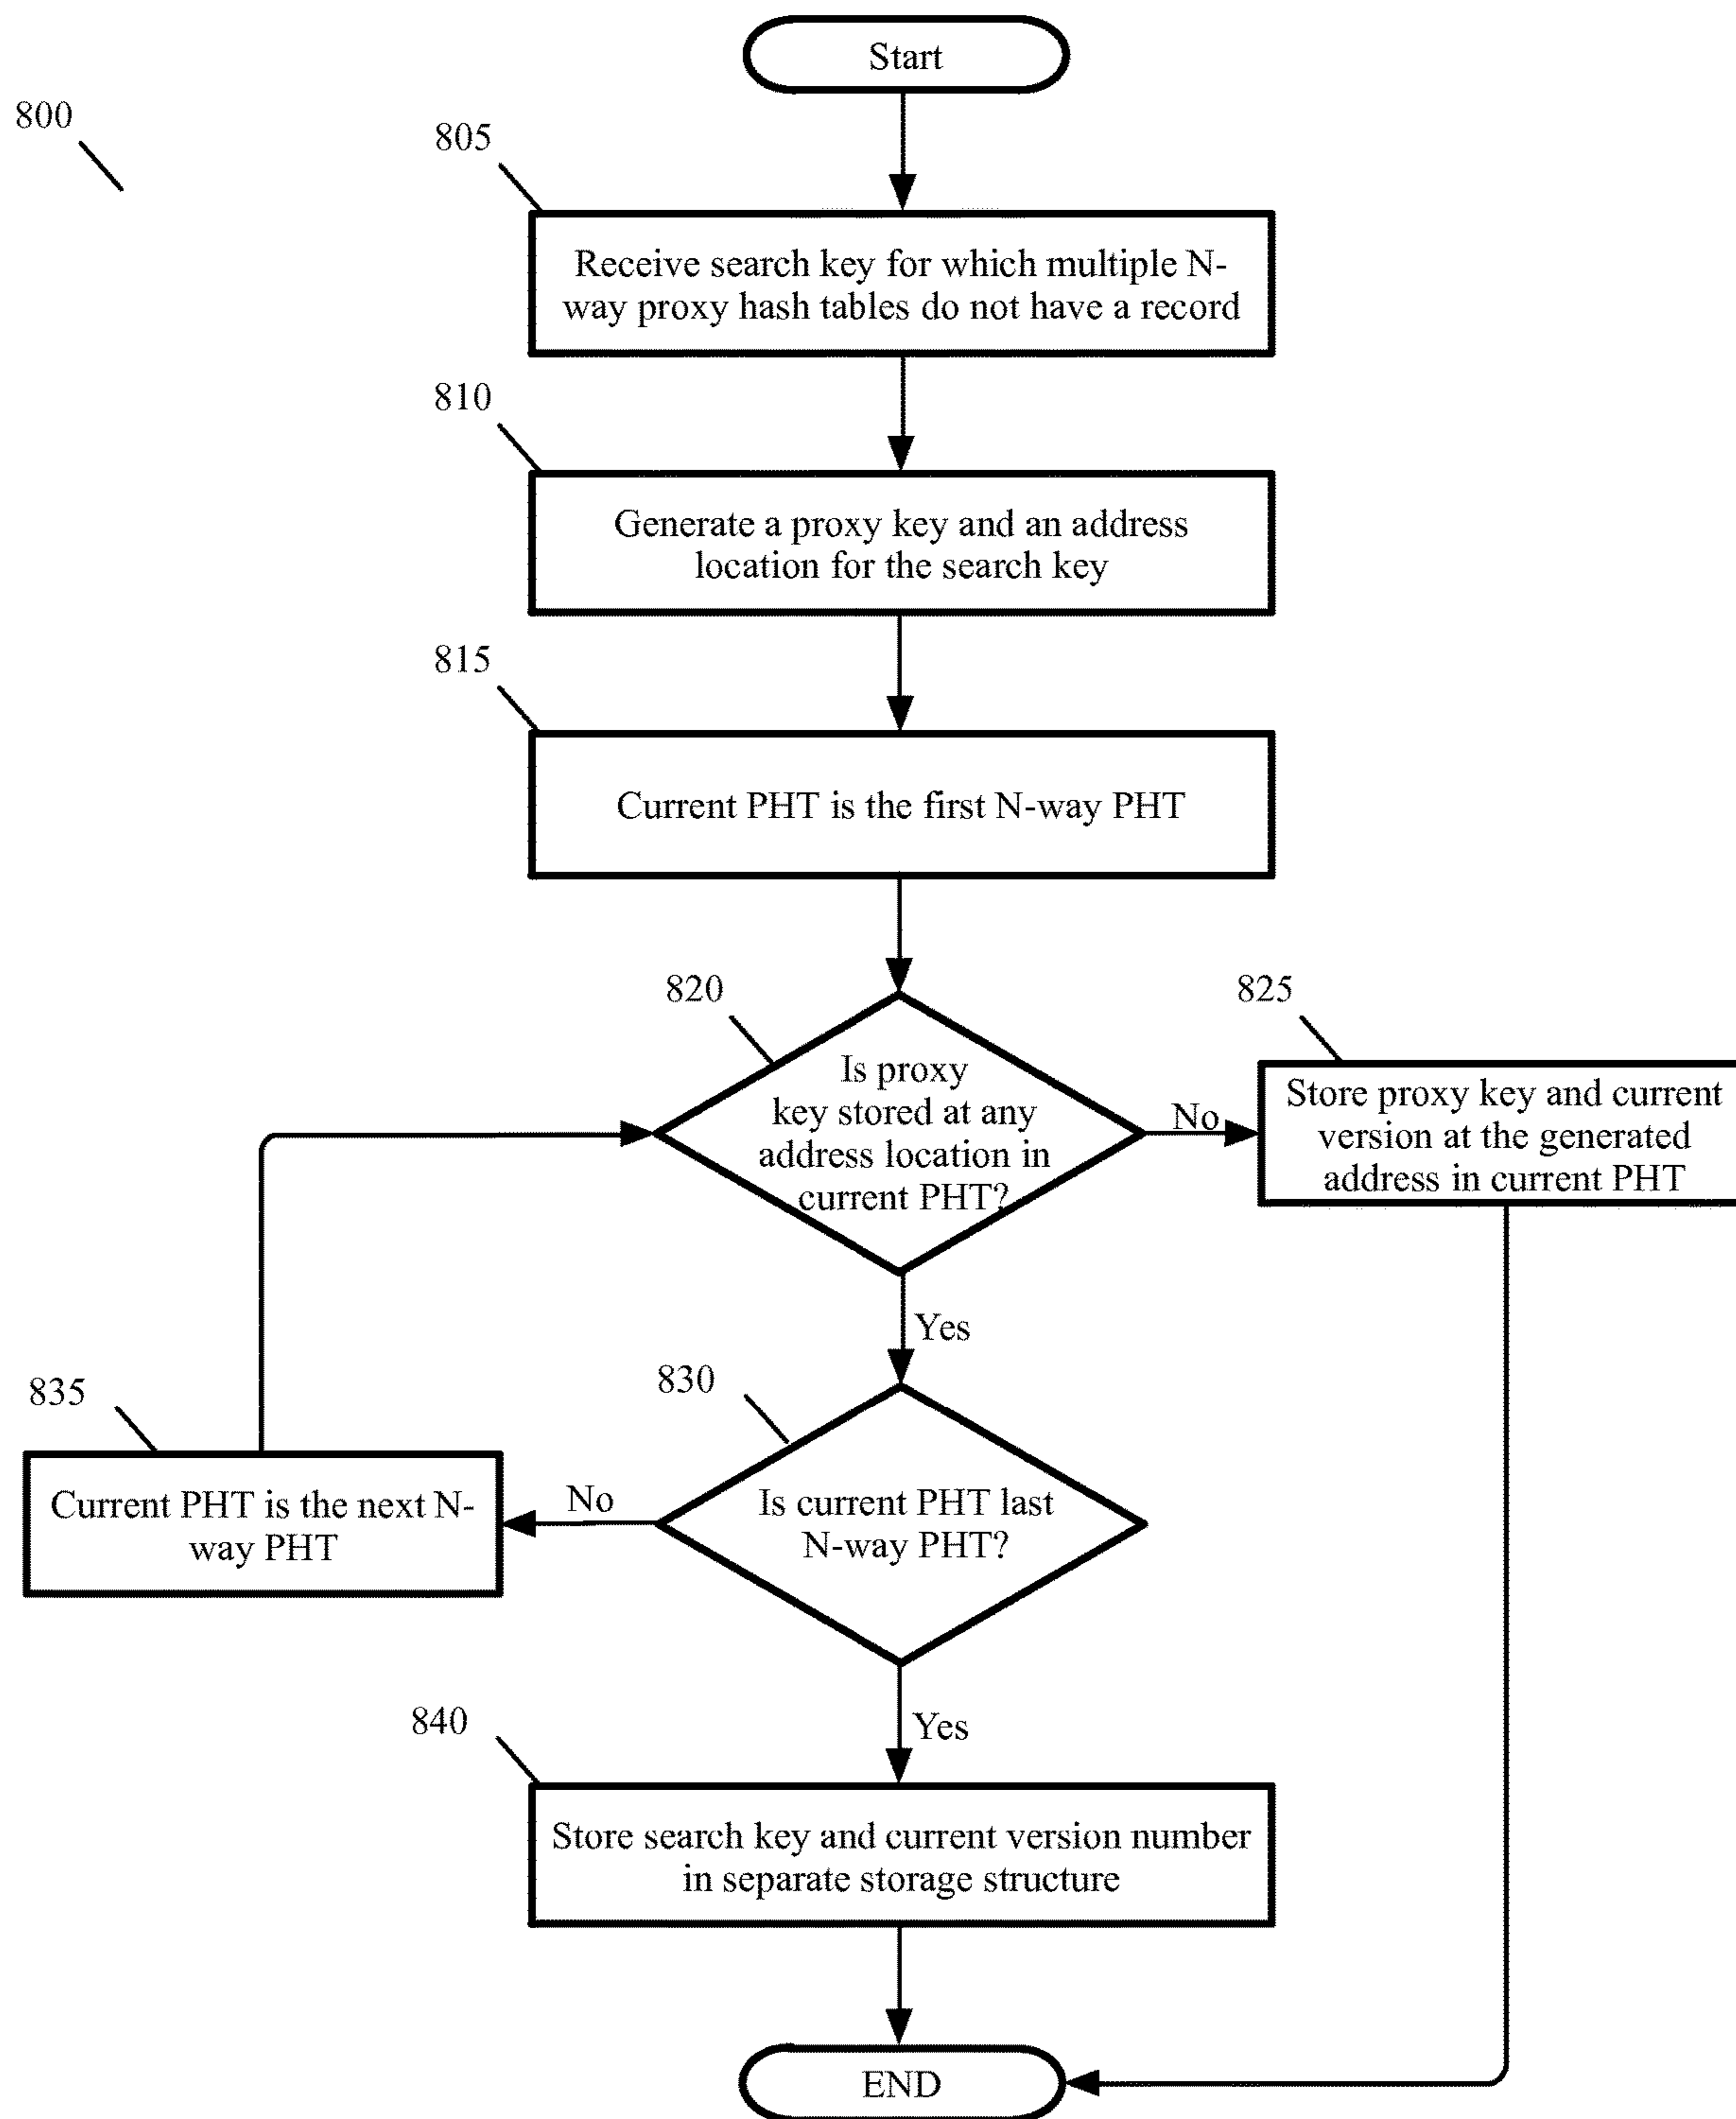 Start
800
805
Receive search key for which multiple N-
way proxy hash tables do not have a record
810
Generate a proxy key and an address
location for the search key
815
Current PHT is the first N-way PHT
820
Is proxy
key stored at any
address location in
current PHT?
No
825
Store proxy key and current
version at the generated
address in current PHT
Yes
830
Is current PHT last
N-way PHT?
No
835
Current PHT is the next N-
way PHT
Yes
840
Store search key and current version number
in separate storage structure
END